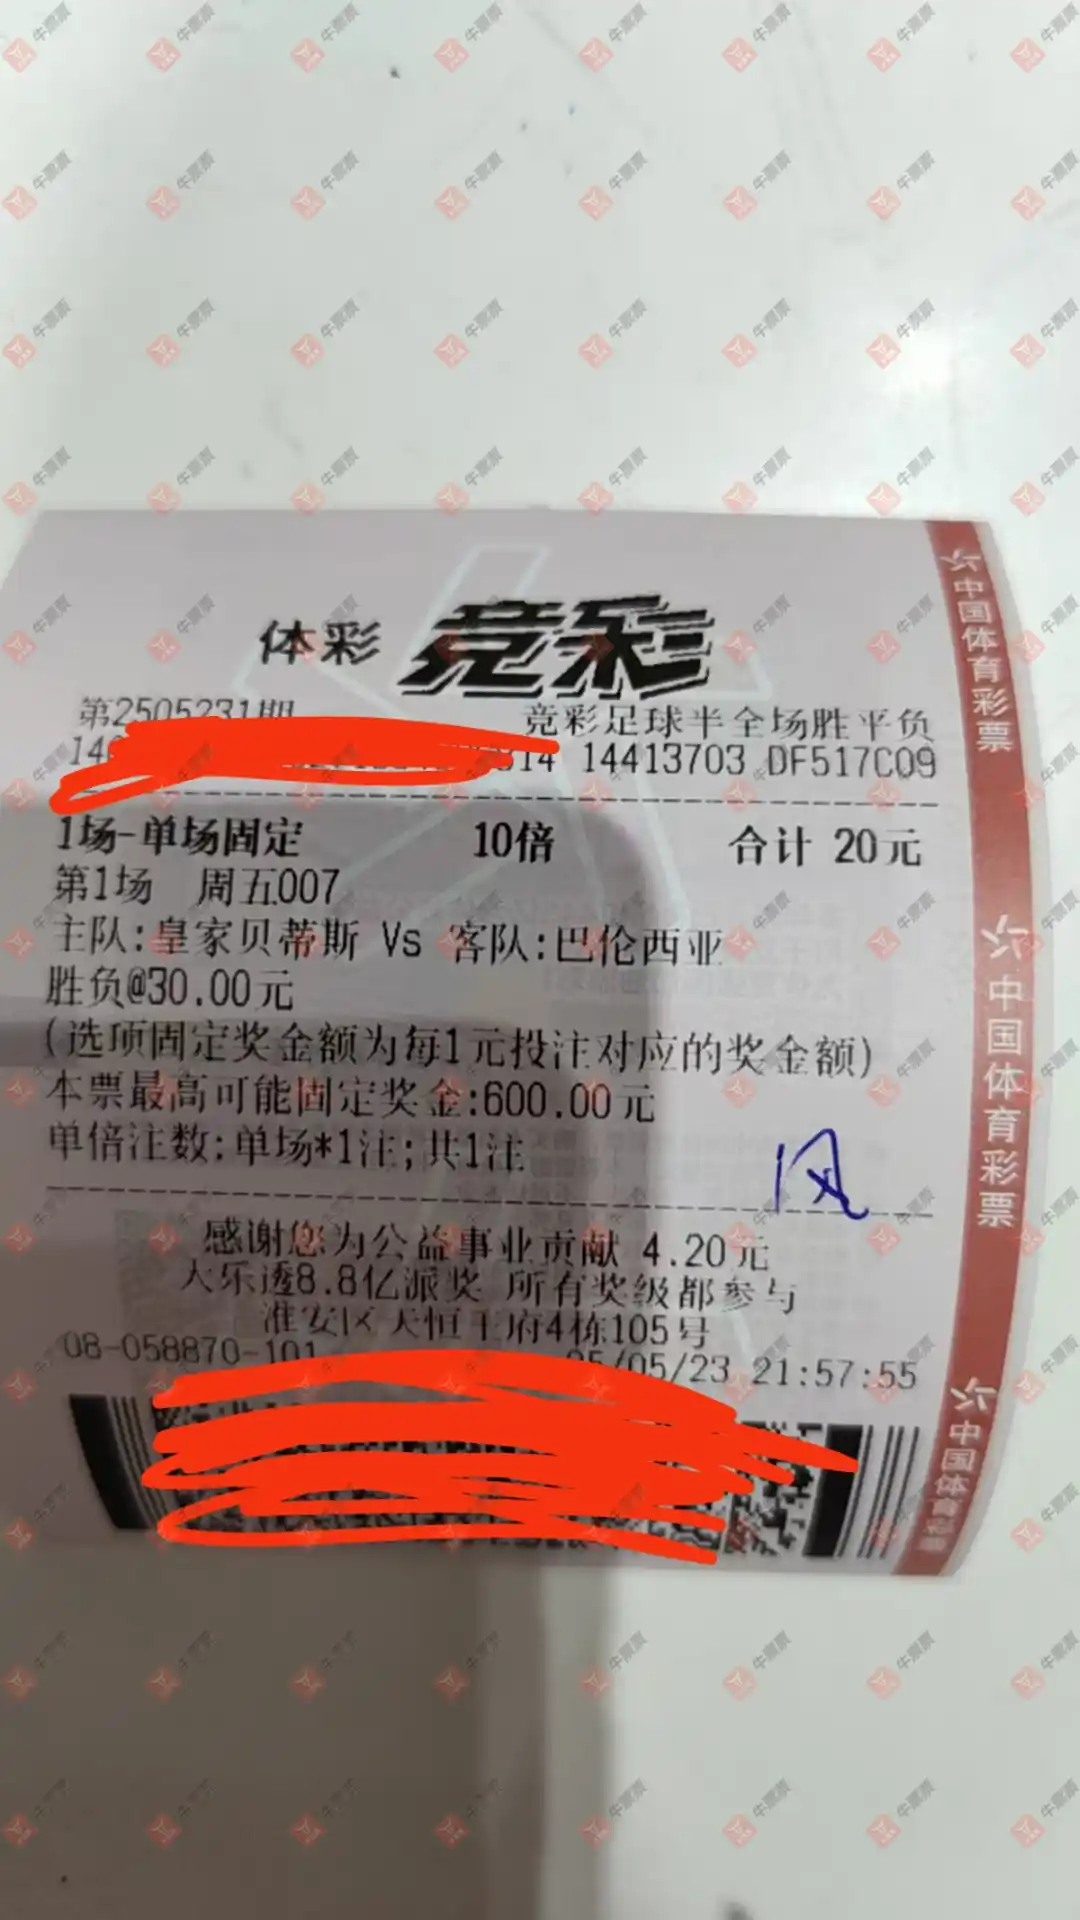 体彩 竞彩
第2505231期 竞彩足球半全场胜平负
14413703 DF517C09
1场-单场固定 10倍 合计 20元
第1场 周五007
主队:皇家贝蒂斯 Vs 客队:巴伦西亚
胜负@30.00元
(选项固定奖金额为每1元投注对应的奖金额)
本票最高可能固定奖金:600.00元
单倍注数:单场*1注;共1注
感谢您为公益事业贡献 4.20元
大乐透8.8亿派奖 所有奖级都参与
淮安区天恒王府4栋105号
08-058870-101 25/05/23 21:57:55
中国体育彩票
中国体育彩票
中国体育彩票
牛票票